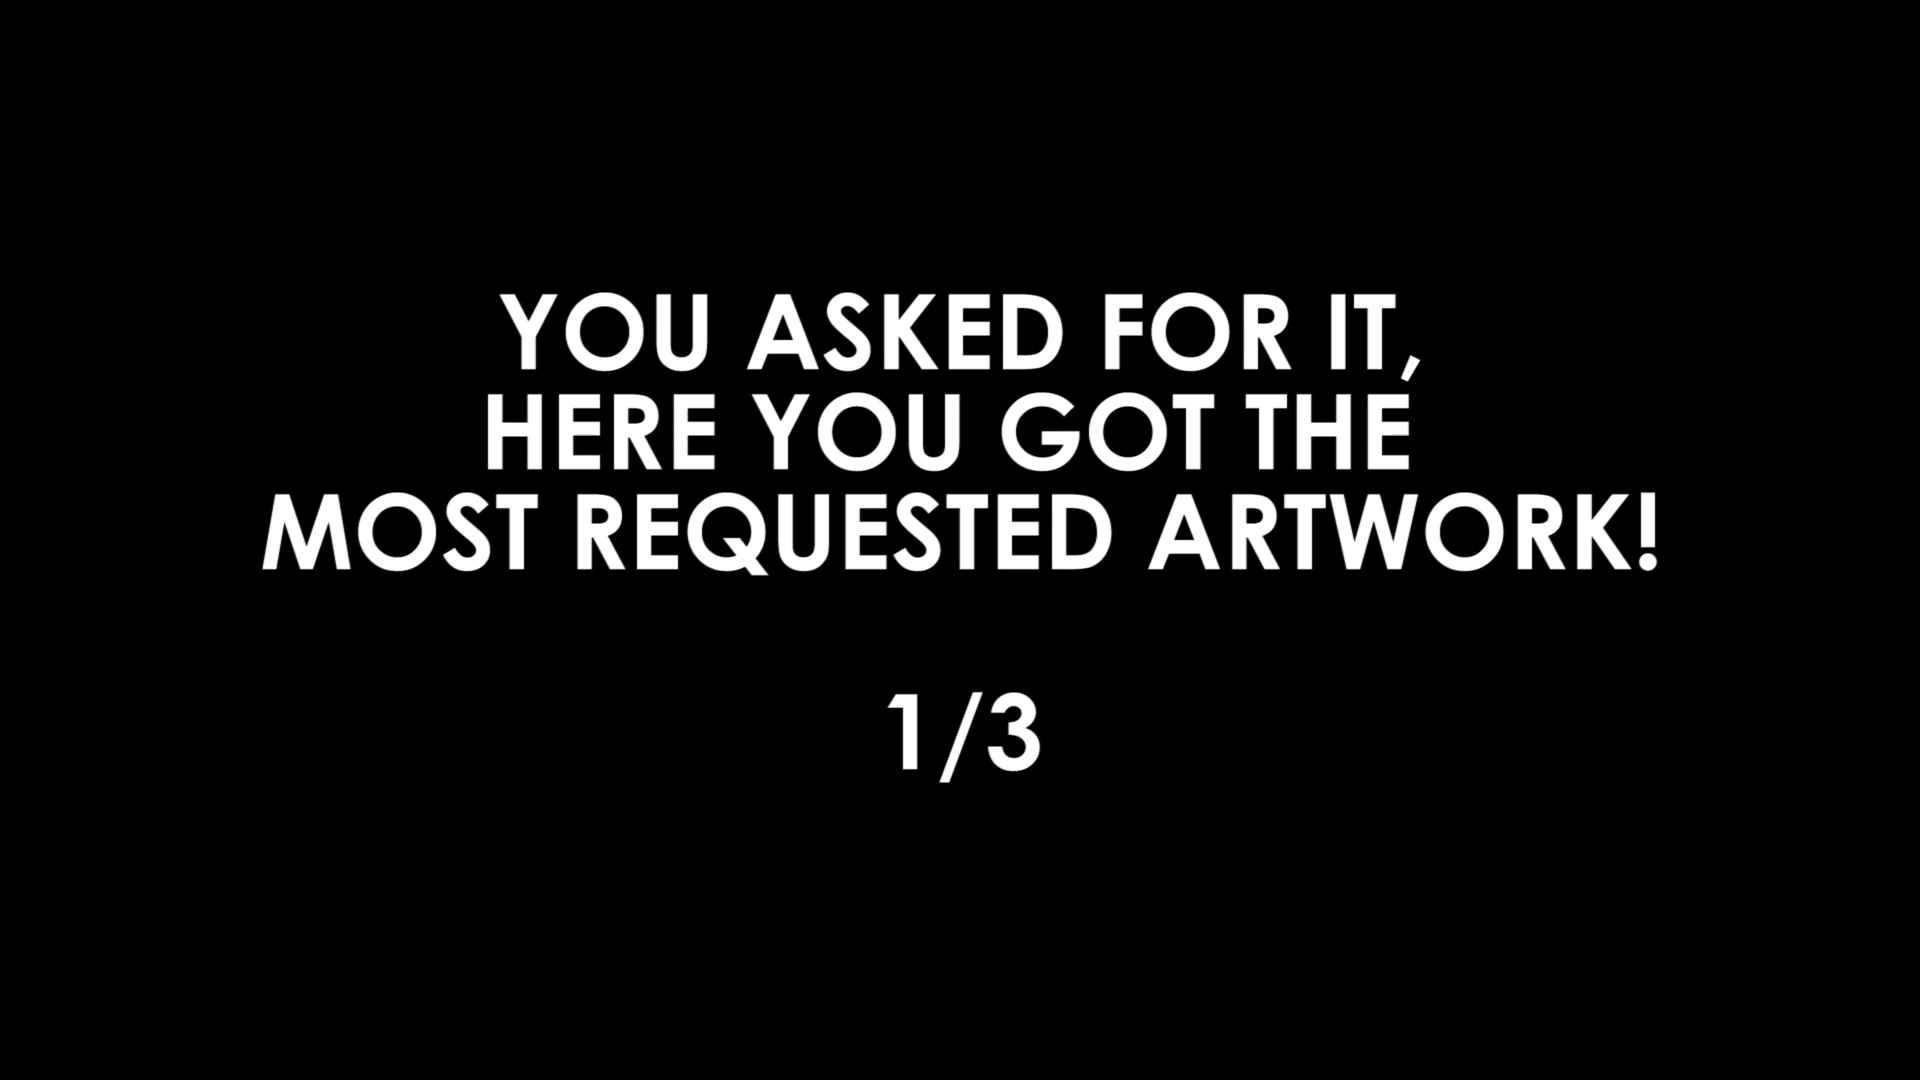 YOU ASKED FOR IT,
HERE YOU GOT THE
MOST REQUESTED ARTWORK!
1/3